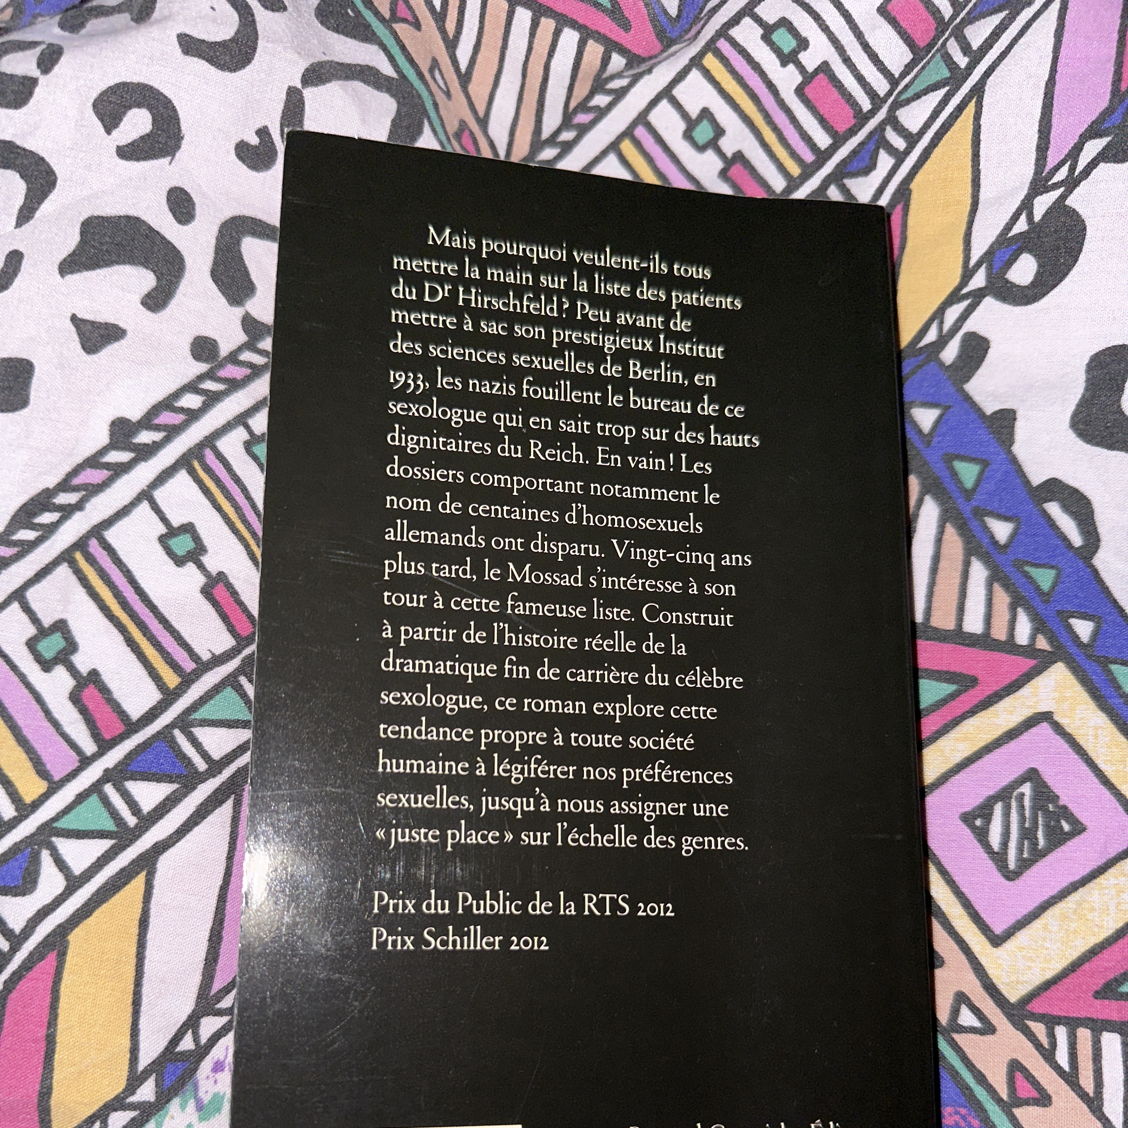 Mais pourquoi veulent-ils tous
mettre la main sur la liste des patients
du Dr Hirschfeld ? Peu avant de
mettre à sac son prestigieux Institut
des sciences sexuelles de Berlin, en
1933, les nazis fouillent le bureau de ce
sexologue qui en sait trop sur des hauts
dignitaires du Reich. En vain ! Les
dossiers comportant notamment le
nom de centaines d'homosexuels
allemands ont disparu. Vingt-cinq ans
plus tard, le Mossad s'intéresse à son
tour à cette fameuse liste. Construit
à partir de l'histoire réelle de la
dramatique fin de carrière du célèbre
sexologue, ce roman explore cette
tendance propre à toute société
humaine à légiférer nos préférences
sexuelles, jusqu'à nous assigner une
« juste place » sur l'échelle des genres.
Prix du Public de la RTS 2012
Prix Schiller 2012